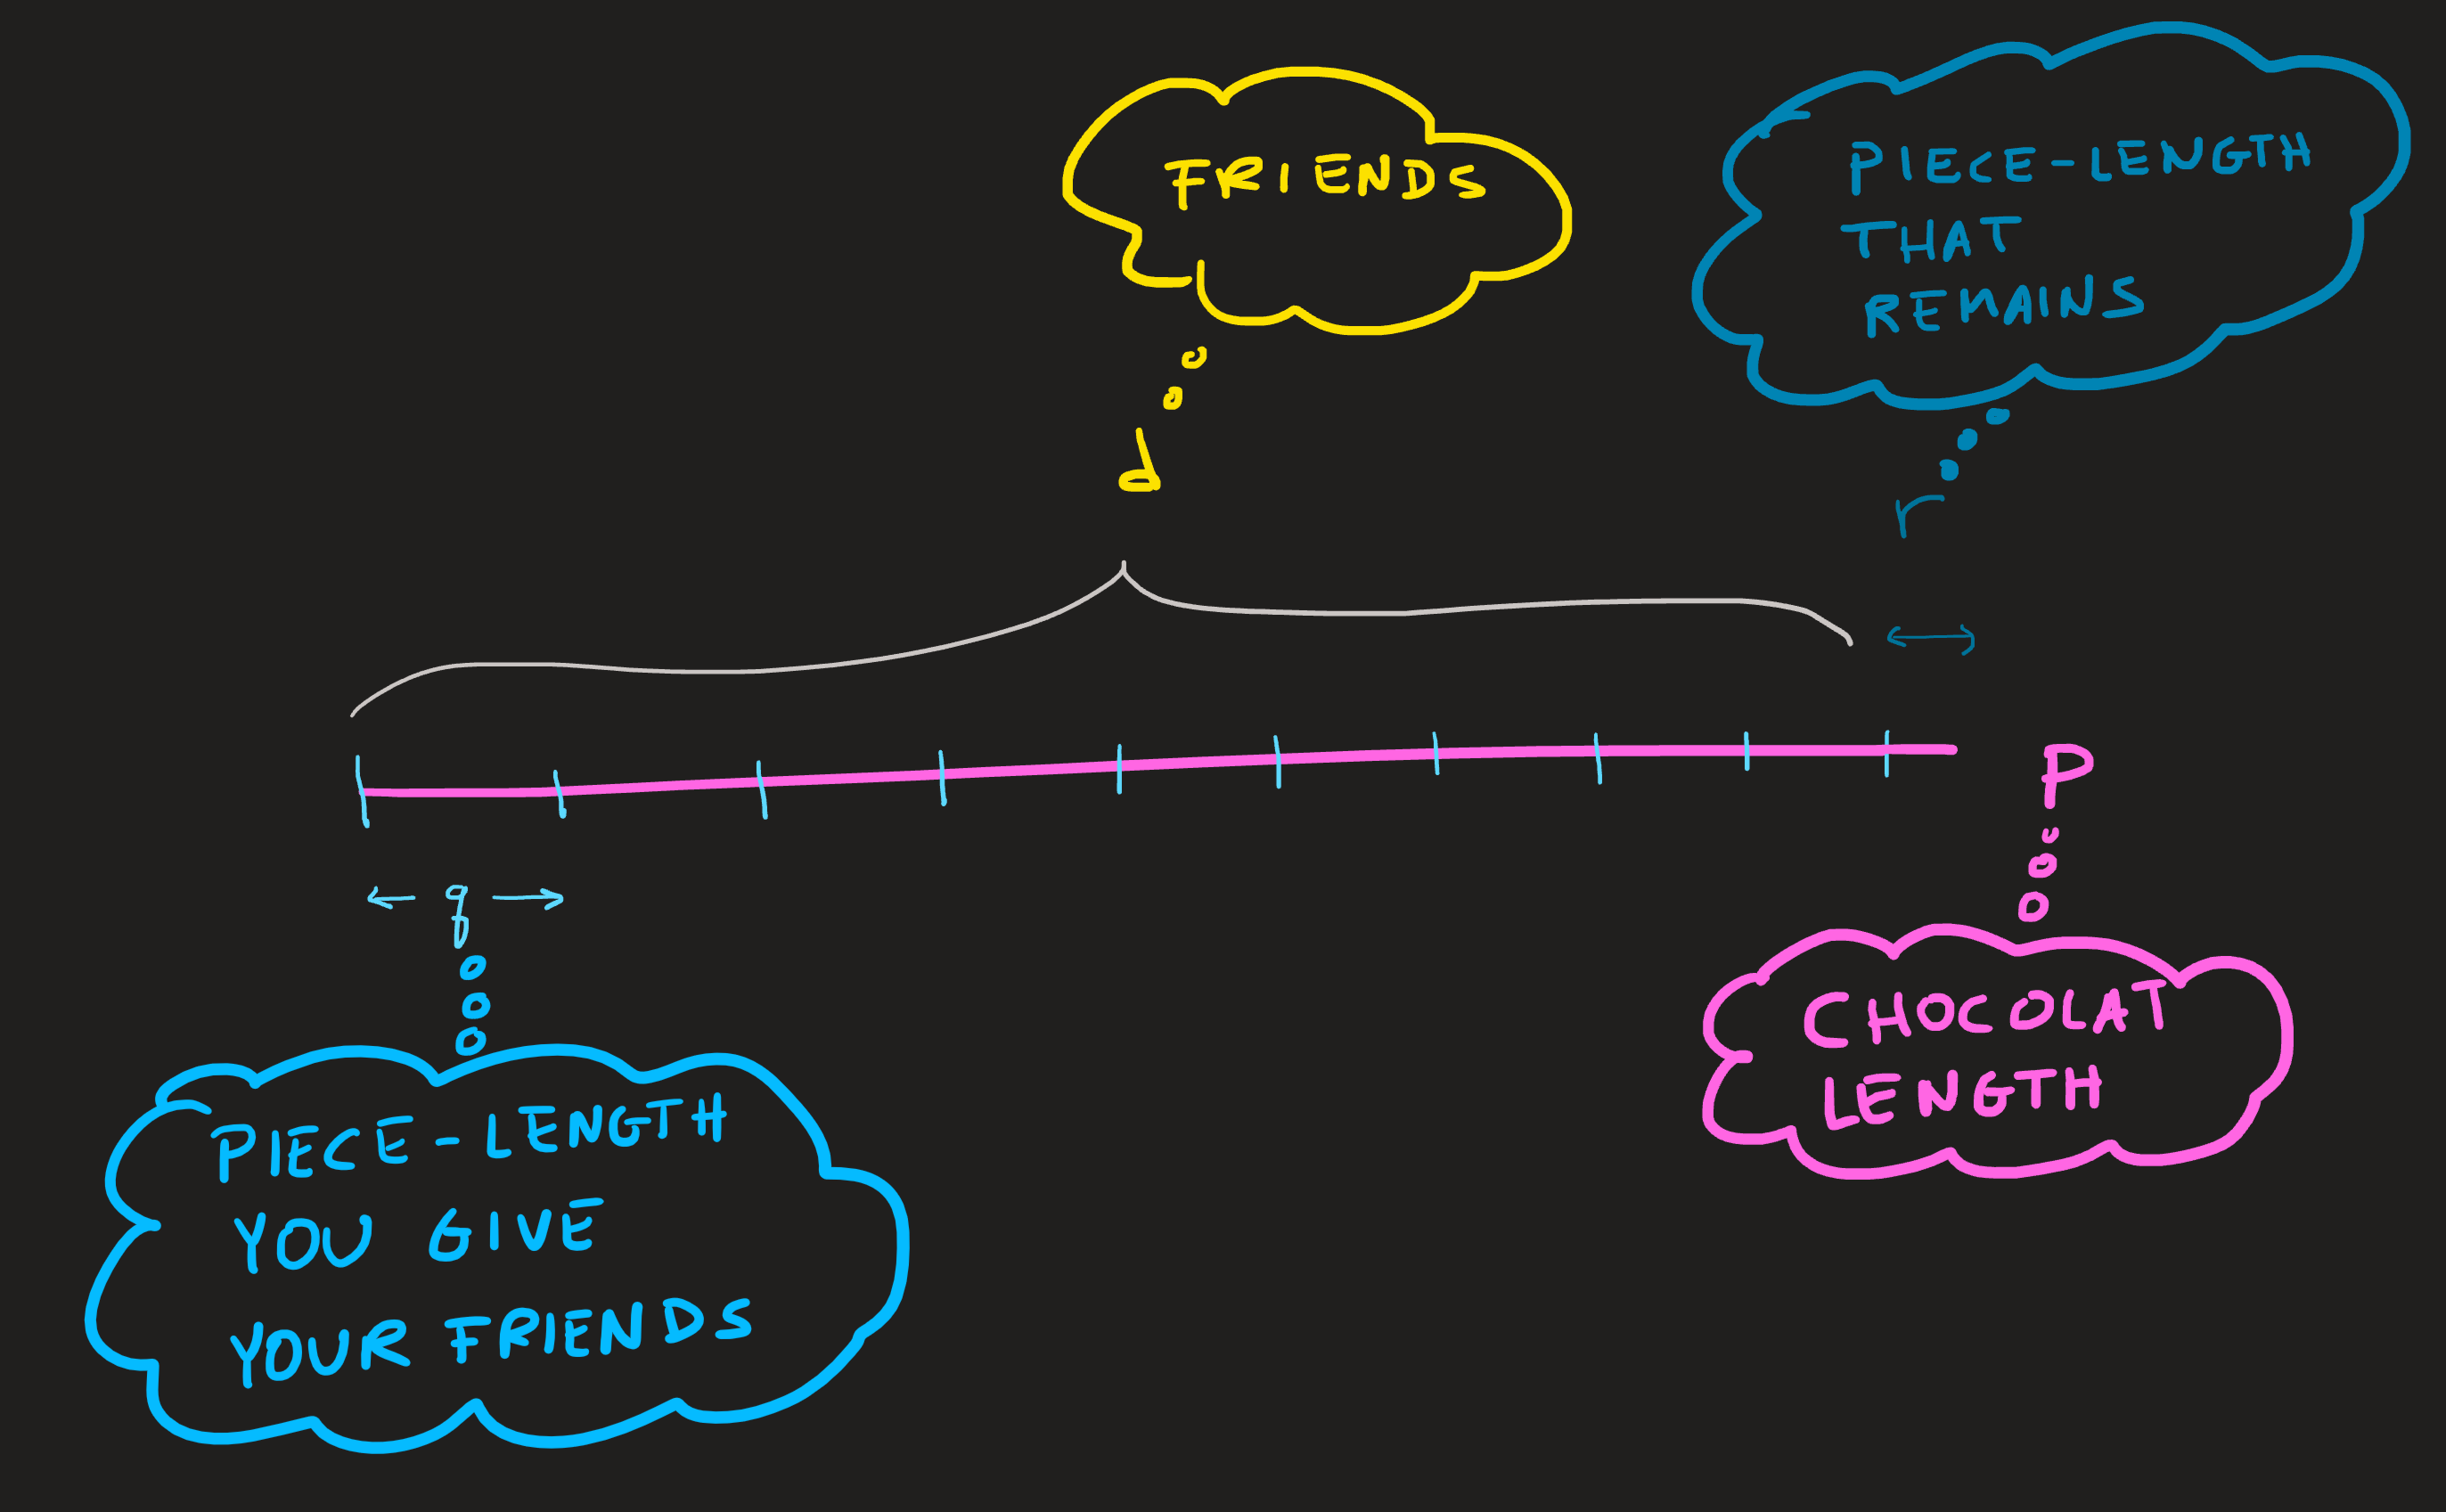 FRIENDS
PIECE-LENGTH
THAT
REMAINS
d
r
P
q
CHOCOLAT
LENGTH
PIECE-LENGTH
YOU GIVE
YOUR FRIENDS